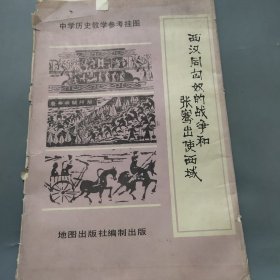 中学历史教学参考挂图
西汉同匈奴的战争和
张骞出使西域
地图出版社编制出版